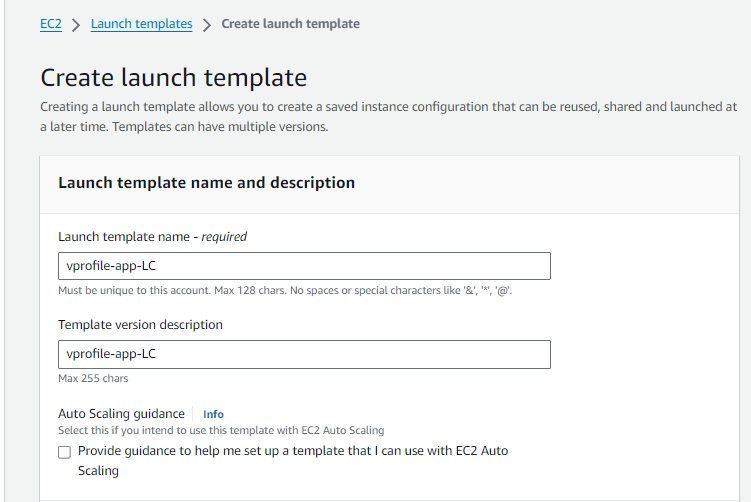 EC2 > Launch templates > Create launch template
Create launch template
Creating a launch template allows you to create a saved instance configuration that can be reused, shared and launched at
a later time. Templates can have multiple versions.
Launch template name and description
Launch template name - required
vprofile-app-LC
Must be unique to this account. Max 128 chars. No spaces or special characters like '&', '*', '@'.
Template version description
vprofile-app-LC
Max 255 chars
Auto Scaling guidance | Info
Select this if you intend to use this template with EC2 Auto Scaling
Provide guidance to help me set up a template that I can use with EC2 Auto
Scaling